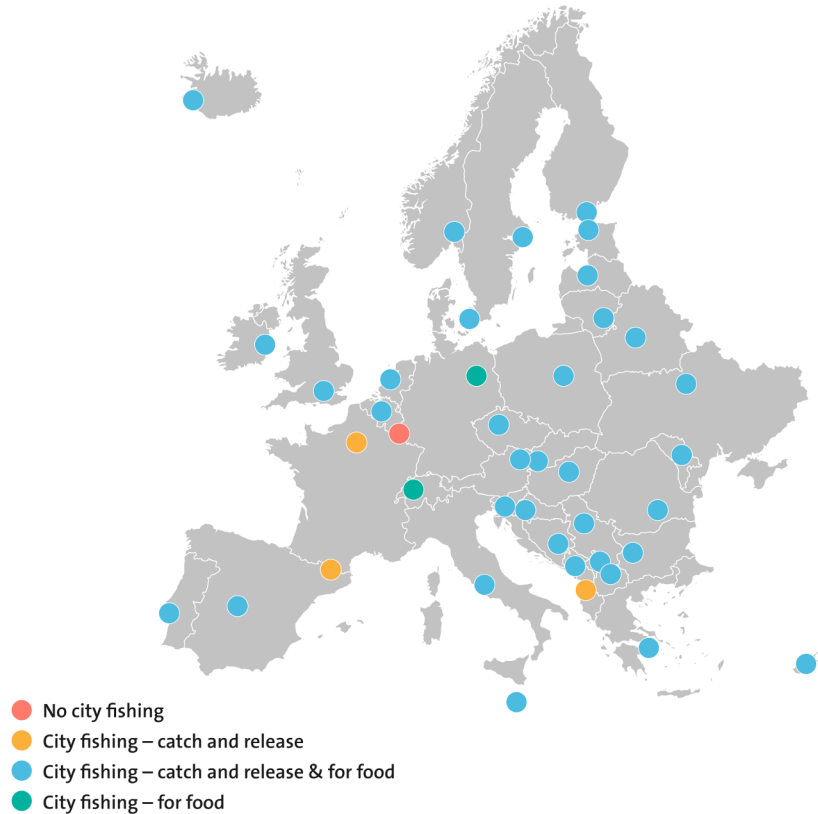 No city fishing
City fishing – catch and release
City fishing – catch and release & for food
City fishing – for food